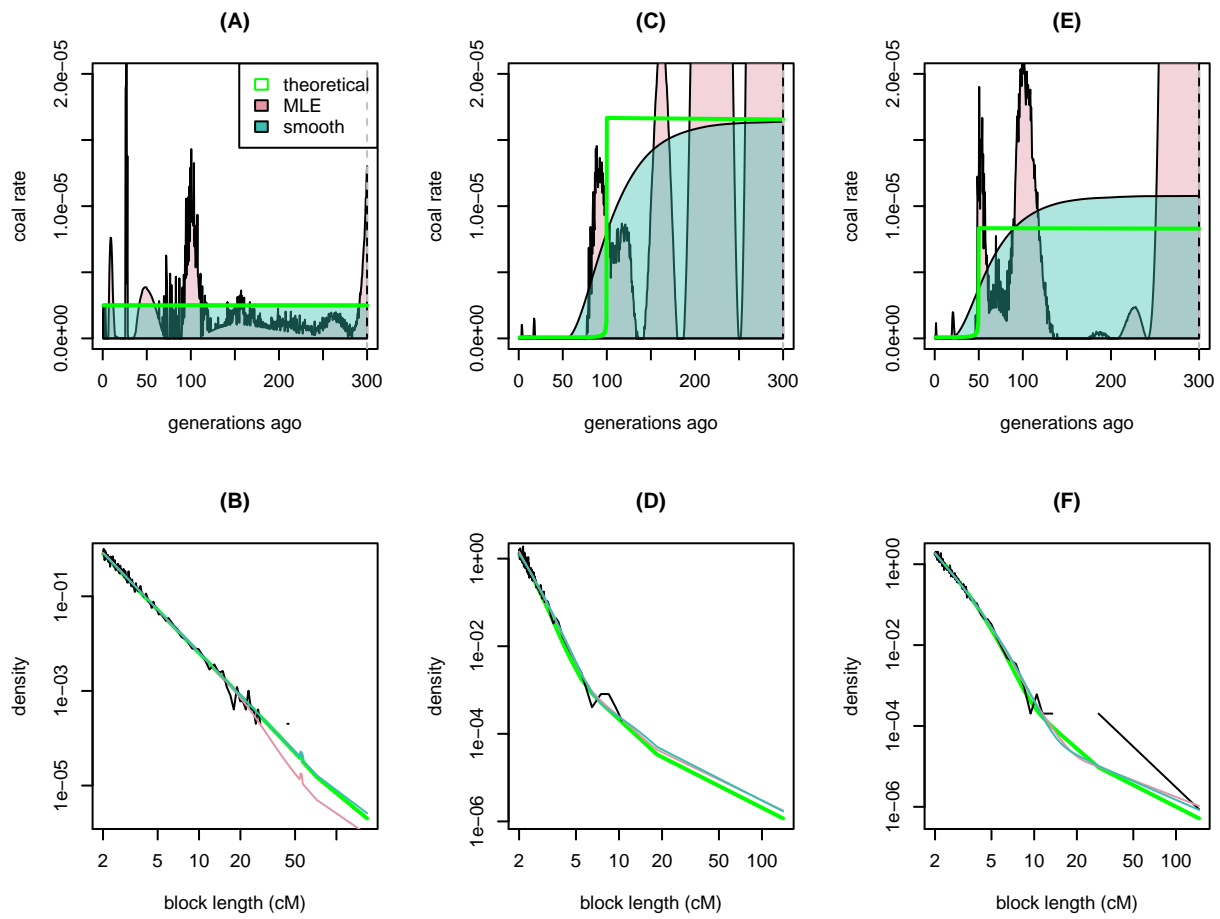 (A)
coal rate
0.0e+00 1.0e-05 2.0e-05
theoretical
MLE
smooth
0 50 100 200 300
generations ago
(C)
coal rate
0.0e+00 1.0e-05 2.0e-05
0 50 100 200 300
generations ago
(E)
coal rate
0.0e+00 1.0e-05 2.0e-05
0 50 100 200 300
generations ago
(B)
density
1e-05 1e-03 1e-01
2 5 10 20 50
block length (cM)
(D)
density
1e-06 1e-04 1e-02 1e+00
2 5 10 20 50 100
block length (cM)
(F)
density
1e-06 1e-04 1e-02 1e+00
2 5 10 20 50 100
block length (cM)